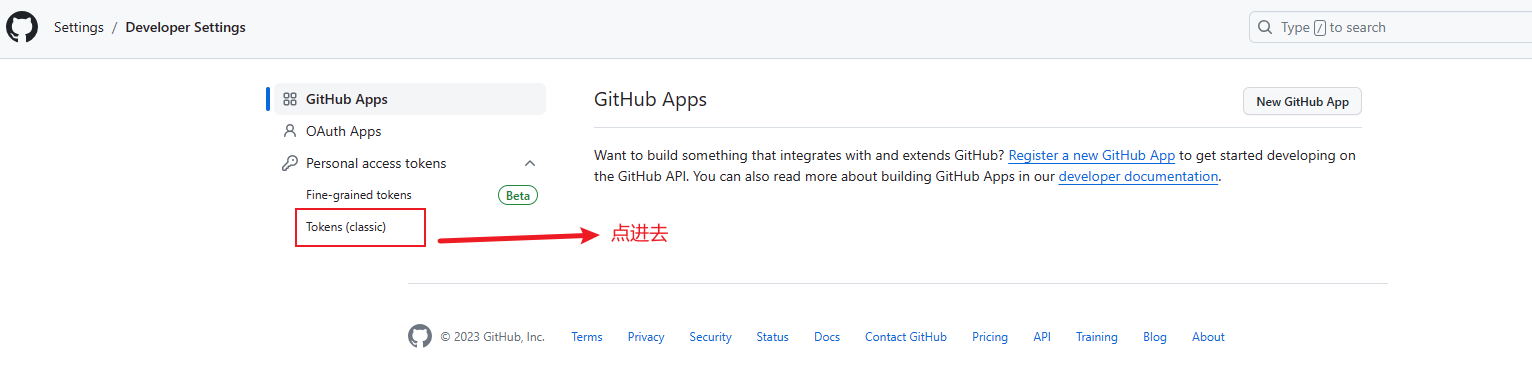 Settings / Developer Settings
Type / to search
GitHub Apps
OAuth Apps
Personal access tokens
Fine-grained tokens Beta
Tokens (classic)
点进去
GitHub Apps
New GitHub App
Want to build something that integrates with and extends GitHub? Register a new GitHub App to get started developing on
the GitHub API. You can also read more about building GitHub Apps in our developer documentation.
© 2023 GitHub, Inc. Terms Privacy Security Status Docs Contact GitHub Pricing API Training Blog About